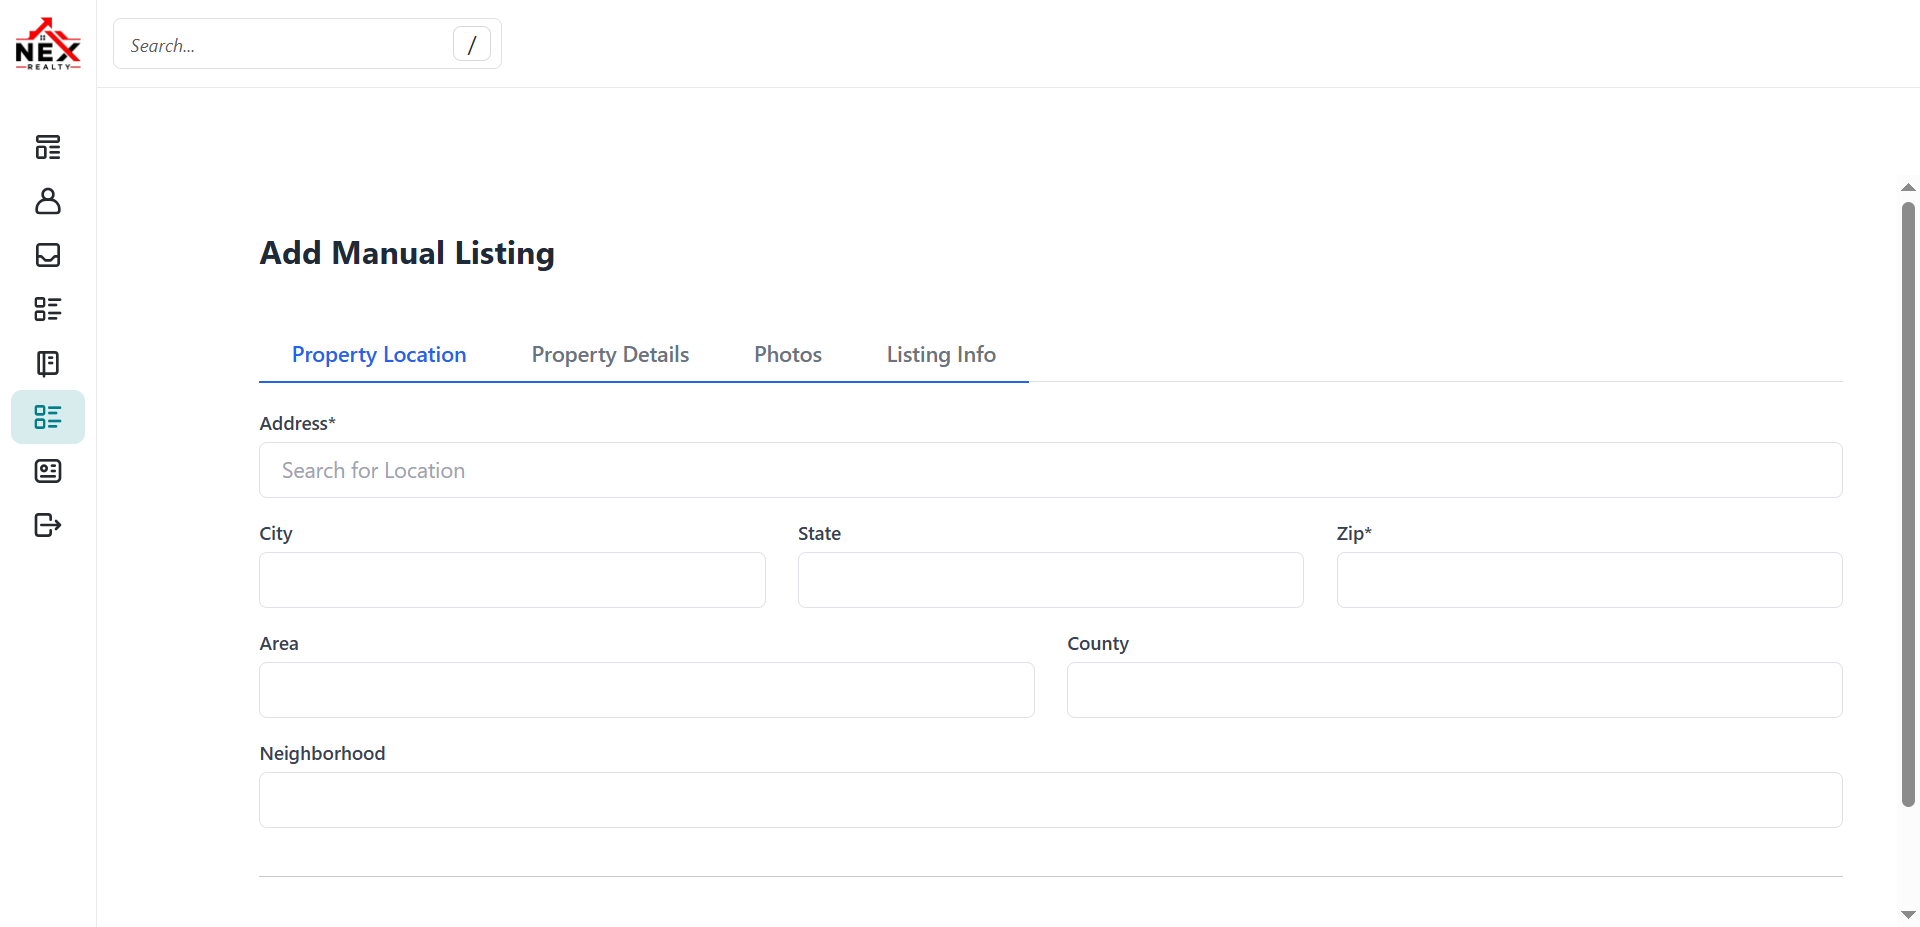 NEX
REALTY
Search...
/
Add Manual Listing
Property Location Property Details Photos Listing Info
Address*
Search for Location
City State Zip*
Area County
Neighborhood